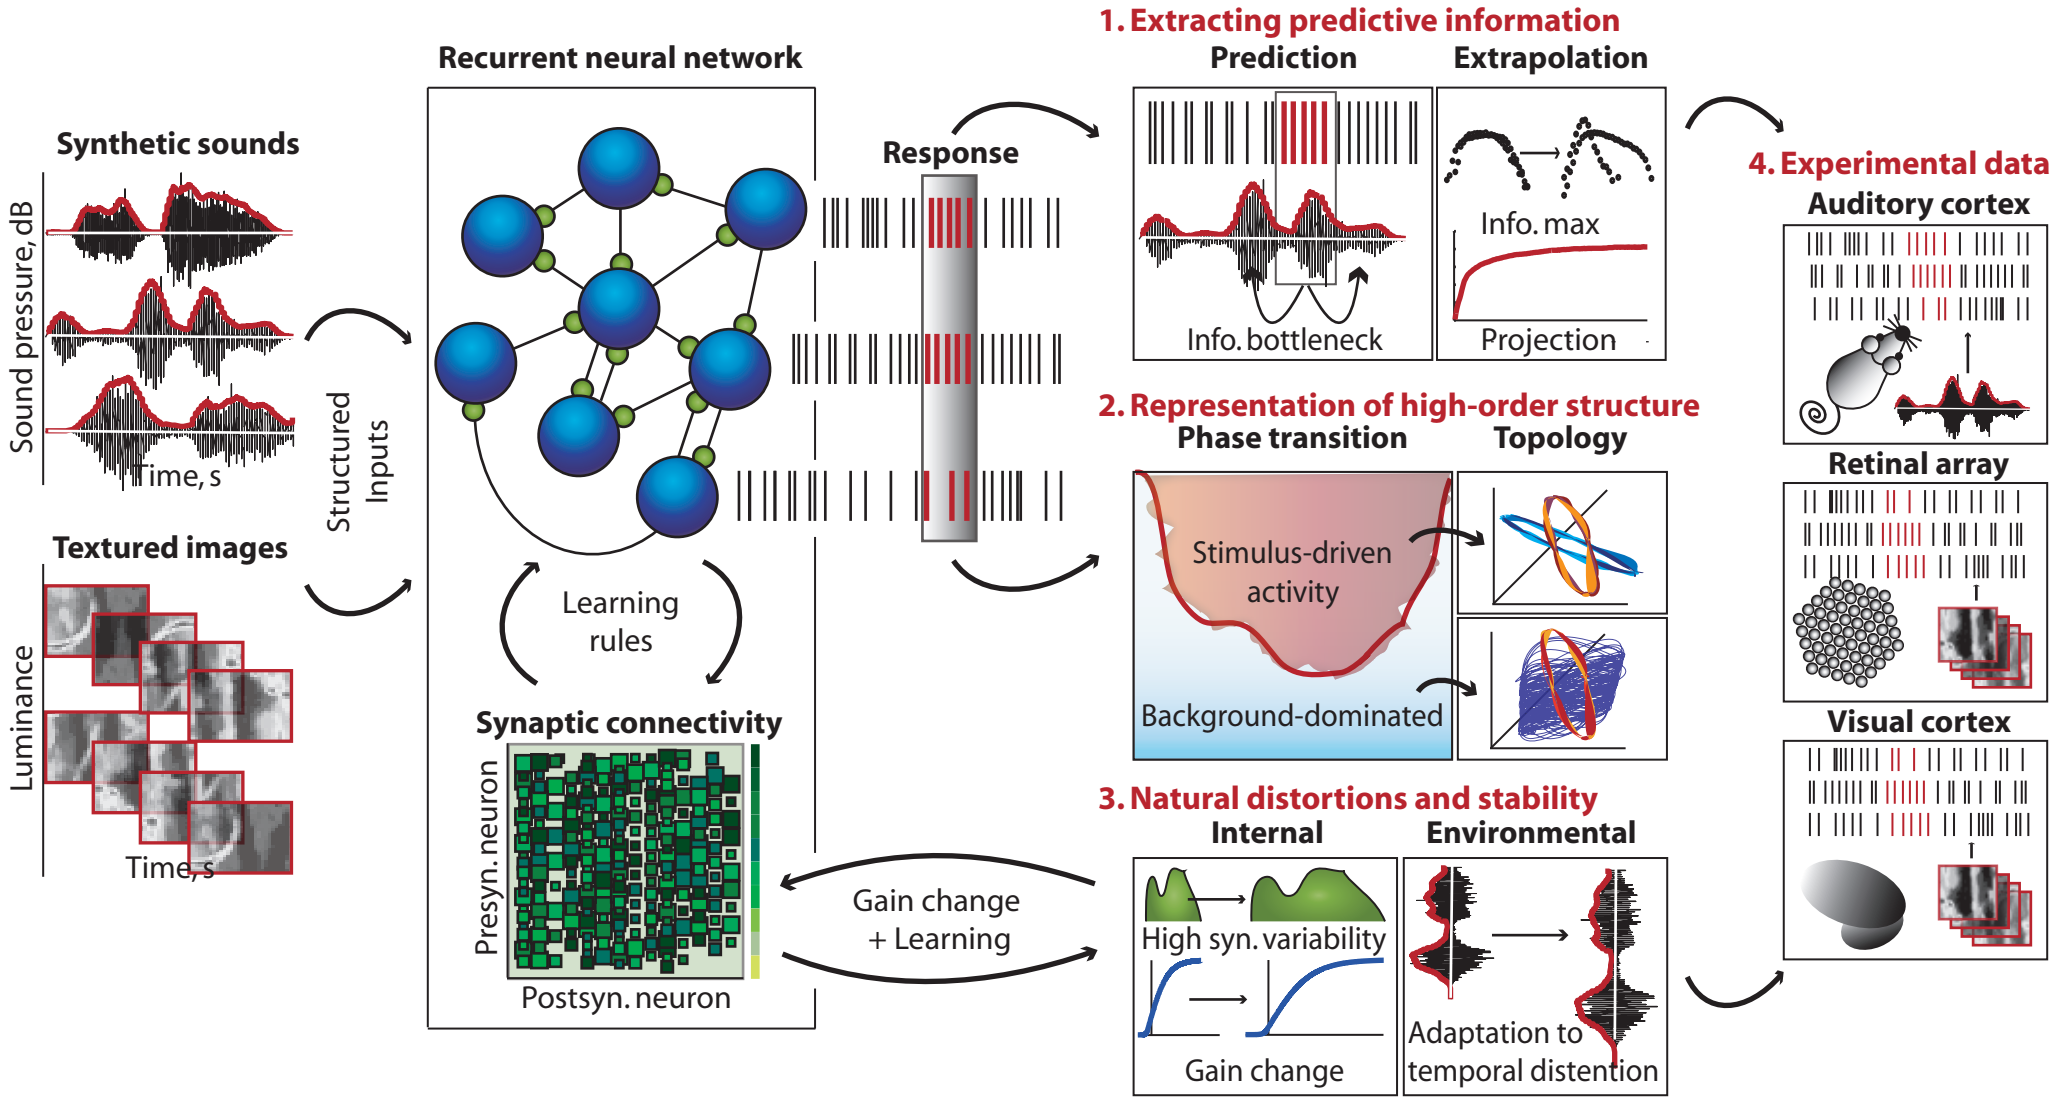 Synthetic sounds
Sound pressure, dB
Time, s
Textured images
Luminance
Time, s
Structured
Inputs
Recurrent neural network
Learning
rules
Synaptic connectivity
Presyn. neuron
Postsyn. neuron
Response
Gain change
+ Learning
1. Extracting predictive information
Prediction
Info. bottleneck
Extrapolation
Info. max
Projection
2. Representation of high-order structure
Phase transition
Stimulus-driven
activity
Background-dominated
Topology
3. Natural distortions and stability
Internal
High syn. variability
Gain change
Environmental
Adaptation to
temporal distention
4. Experimental data
Auditory cortex
Retinal array
Visual cortex